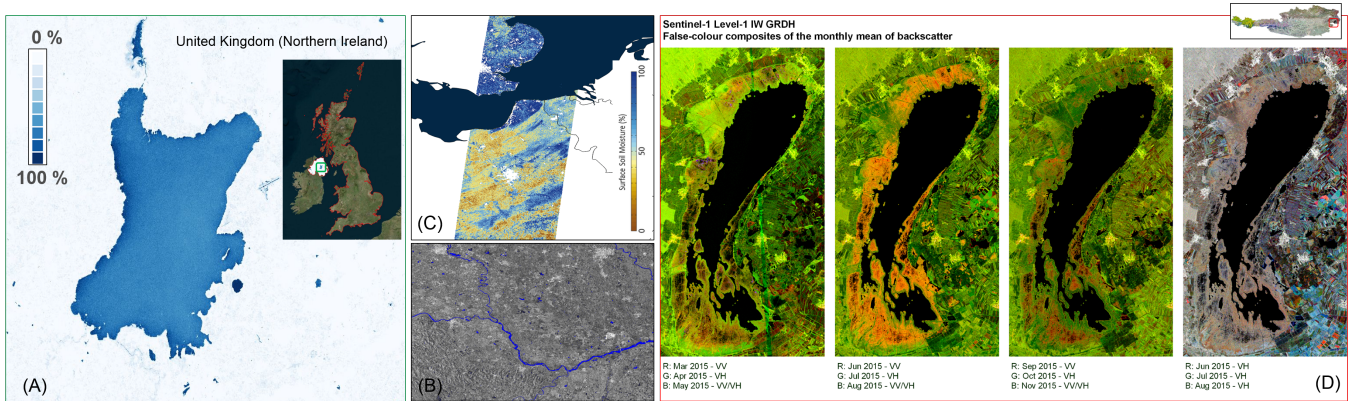 0 %
100 %
United Kingdom (Northern Ireland)
(A)
100
50
0
Surface Soil Moisture (%)
(C)
(B)
Sentinel-1 Level-1 IW GRDH
False-colour composites of the monthly mean of backscatter
R: Mar 2015 - VV
G: Apr 2015 - VH
B: May 2015 - VV/VH
R: Jun 2015 - VV
G: Jul 2015 - VH
B: Aug 2015 - VV/VH
R: Sep 2015 - VV
G: Oct 2015 - VH
B: Nov 2015 - VV/VH
R: Jun 2015 - VH
G: Jul 2015 - VH
B: Aug 2015 - VH
(D)